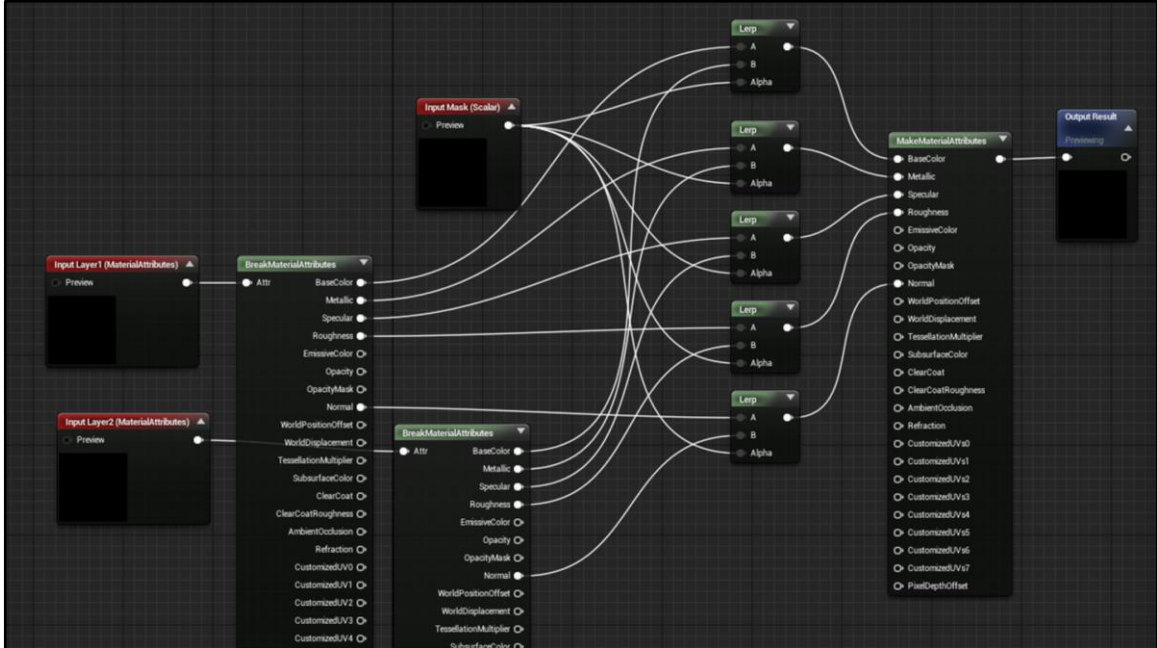 Lerp
A
B
Alpha
Input Mask (Scalar)
Preview
Lerp
A
B
Alpha
Lerp
A
B
Alpha
Lerp
A
B
Alpha
Lerp
A
B
Alpha
Input Layer1 (MaterialAttributes)
Preview
BreakMaterialAttributes
Attr BaseColor
Metallic
Specular
Roughness
EmissiveColor
Opacity
OpacityMask
Normal
WorldPositionOffset
WorldDisplacement
TessellationMultiplier
SubsurfaceColor
ClearCoat
ClearCoatRoughness
AmbientOcclusion
Refraction
CustomizedUV0
CustomizedUV1
CustomizedUV2
CustomizedUV3
CustomizedUV4
Input Layer2 (MaterialAttributes)
Preview
BreakMaterialAttributes
Attr BaseColor
Metallic
Specular
Roughness
EmissiveColor
Opacity
OpacityMask
Normal
WorldPositionOffset
WorldDisplacement
TessellationMultiplier
SubsurfaceColor
MakeMaterialAttributes
BaseColor
Metallic
Specular
Roughness
EmissiveColor
Opacity
OpacityMask
Normal
WorldPositionOffset
WorldDisplacement
TessellationMultiplier
SubsurfaceColor
ClearCoat
ClearCoatRoughness
AmbientOcclusion
Refraction
CustomizedUVs0
CustomizedUVs1
CustomizedUVs2
CustomizedUVs3
CustomizedUVs4
CustomizedUVs5
CustomizedUVs6
CustomizedUVs7
PixelDepthOffset
Output Result
Previewing